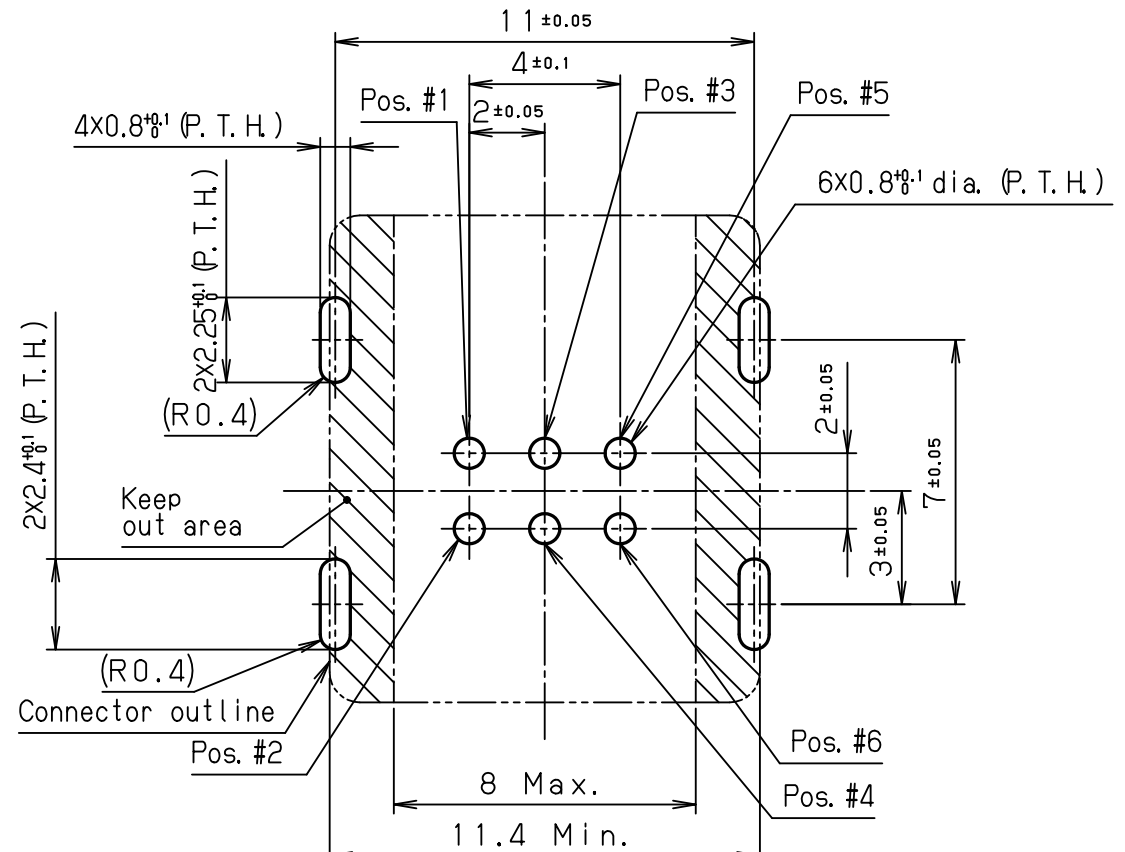 11±0.05
4±0.1
Pos. #1
2±0.05
Pos. #3
Pos. #5
4X0.8+0.1 0 (P. T. H.)
6X0.8+0.1 0 dia. (P. T. H.)
2X2.25+0.1 0 (P. T. H.)
2X2.4+0.1 0 (P. T. H.)
(R0.4)
2±0.05
7±0.05
3±0.05
Keep
out area
(R0.4)
Connector outline
Pos. #2
Pos. #6
Pos. #4
8 Max.
11.4 Min.